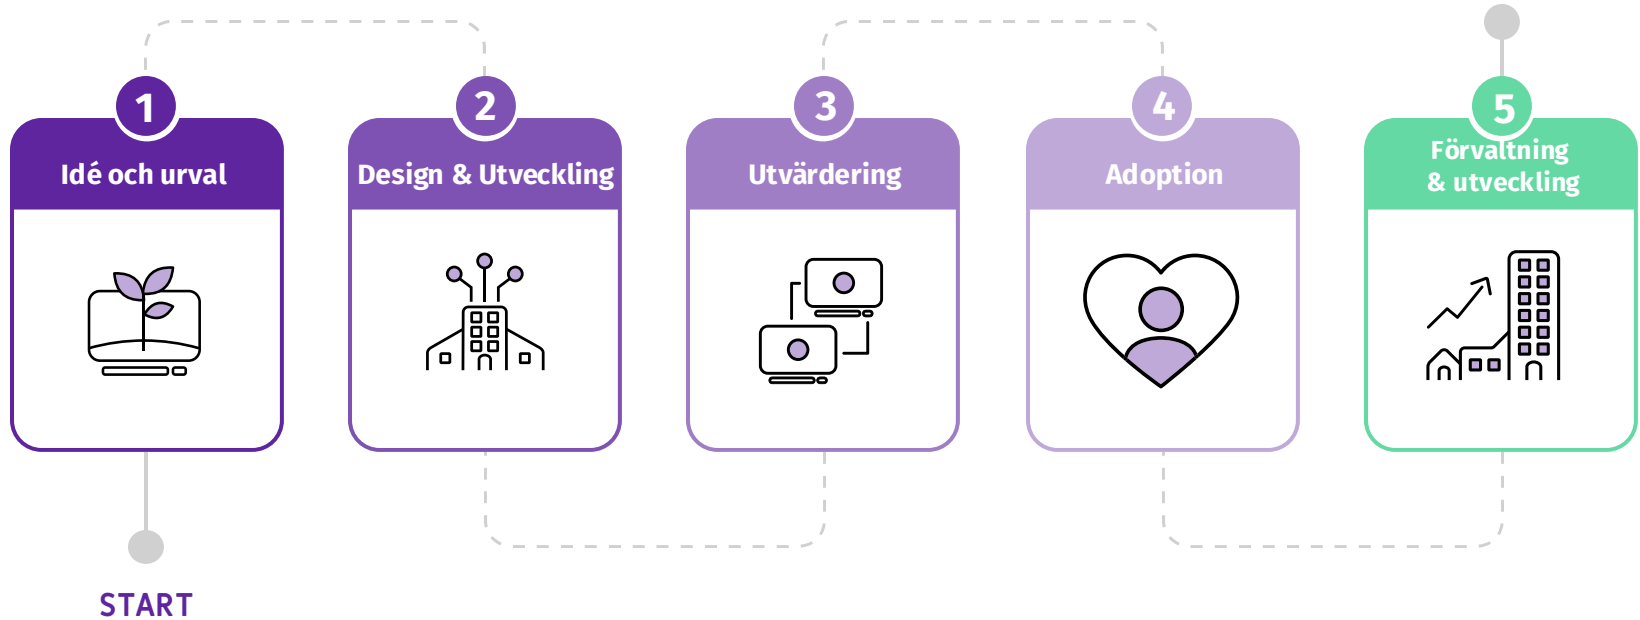 1
Idé och urval
2
Design & Utveckling
3
Utvärdering
4
Adoption
5
Förvaltning
& utveckling
START